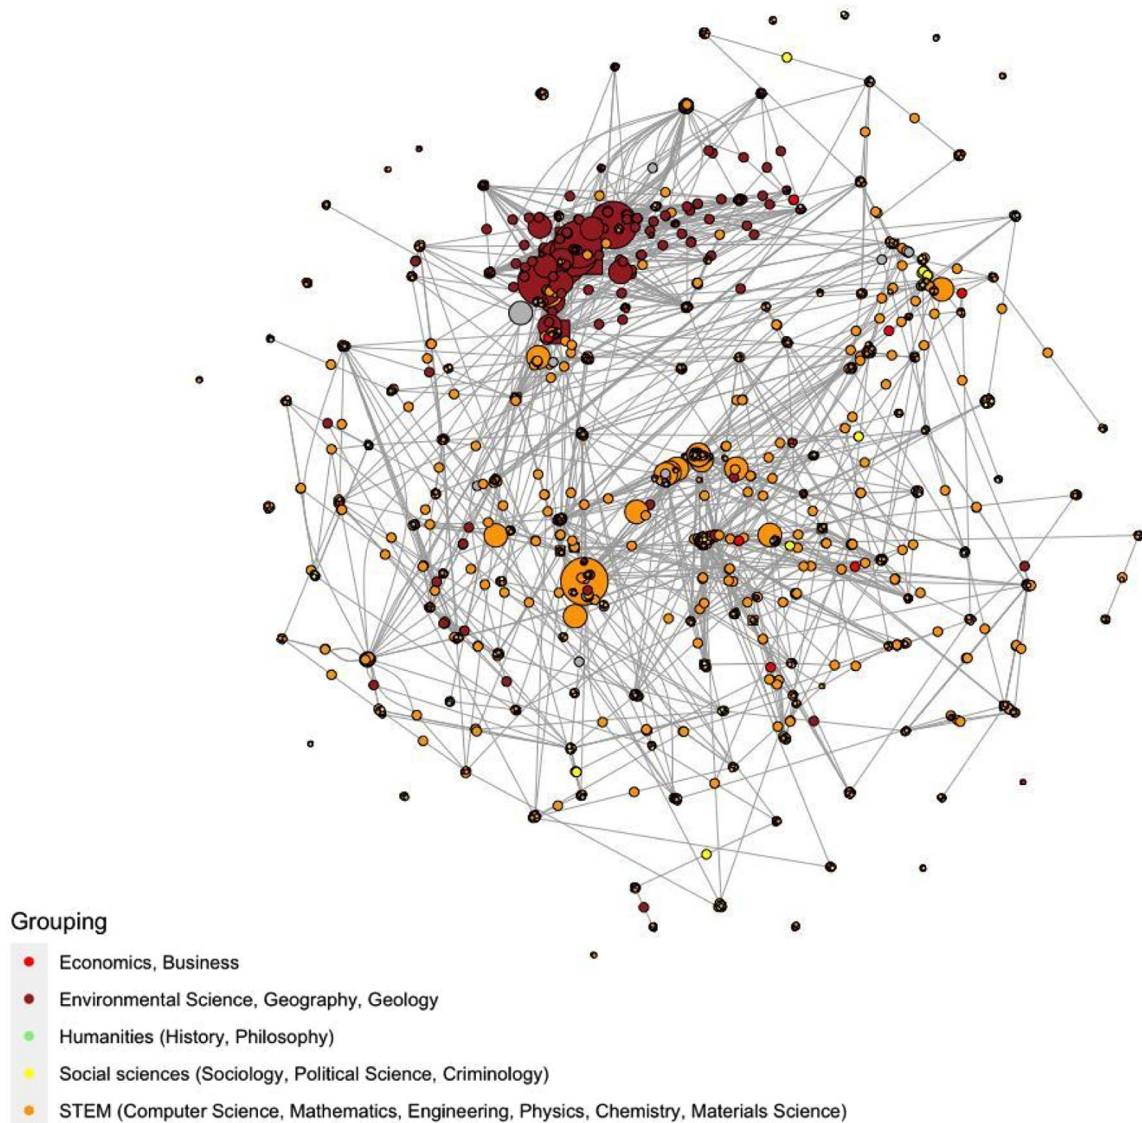 Grouping
Economics, Business
Environmental Science, Geography, Geology
Humanities (History, Philosophy)
Social sciences (Sociology, Political Science, Criminology)
STEM (Computer Science, Mathematics, Engineering, Physics, Chemistry, Materials Science)